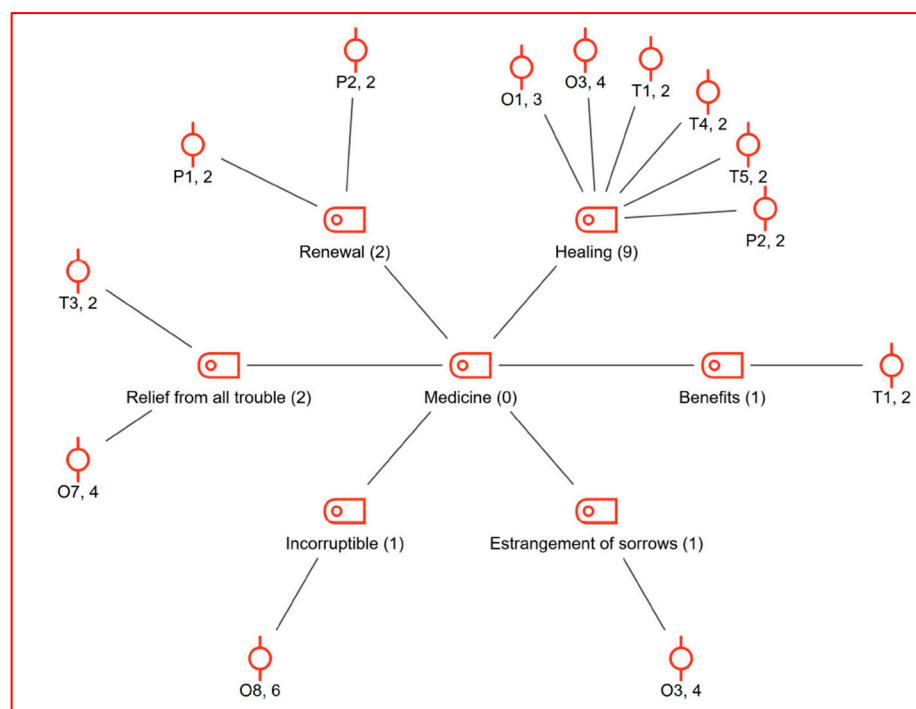 P2, 2
O1, 3
O3, 4
T1, 2
T4, 2
P1, 2
T5, 2
P2, 2
Renewal (2)
Healing (9)
T3, 2
Relief from all trouble (2)
Medicine (0)
Benefits (1)
T1, 2
O7, 4
Incorruptible (1)
Estrangement of sorrows (1)
O8, 6
O3, 4